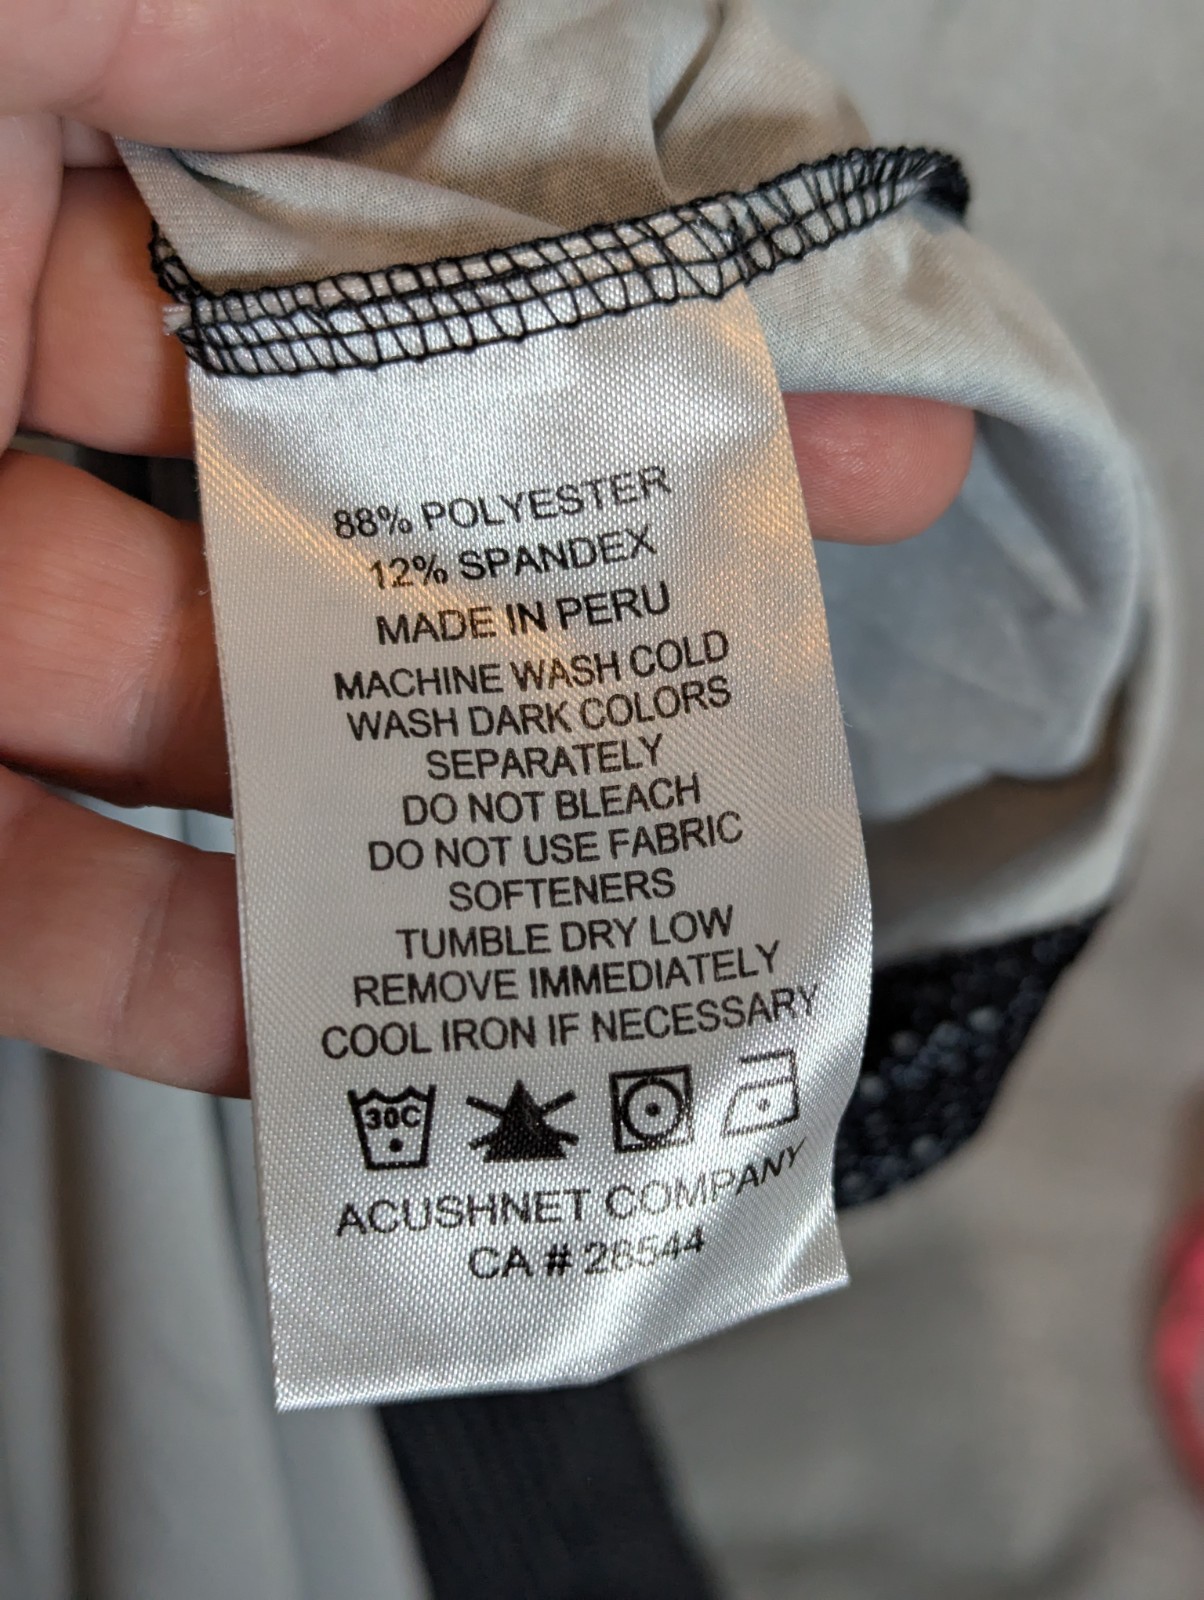 88% POLYESTER
12% SPANDEX
MADE IN PERU
MACHINE WASH COLD
WASH DARK COLORS
SEPARATELY
DO NOT BLEACH
DO NOT USE FABRIC
SOFTENERS
TUMBLE DRY LOW
REMOVE IMMEDIATELY
COOL IRON IF NECESSARY
30C
ACUSHNET COMPANY
CA # 26544